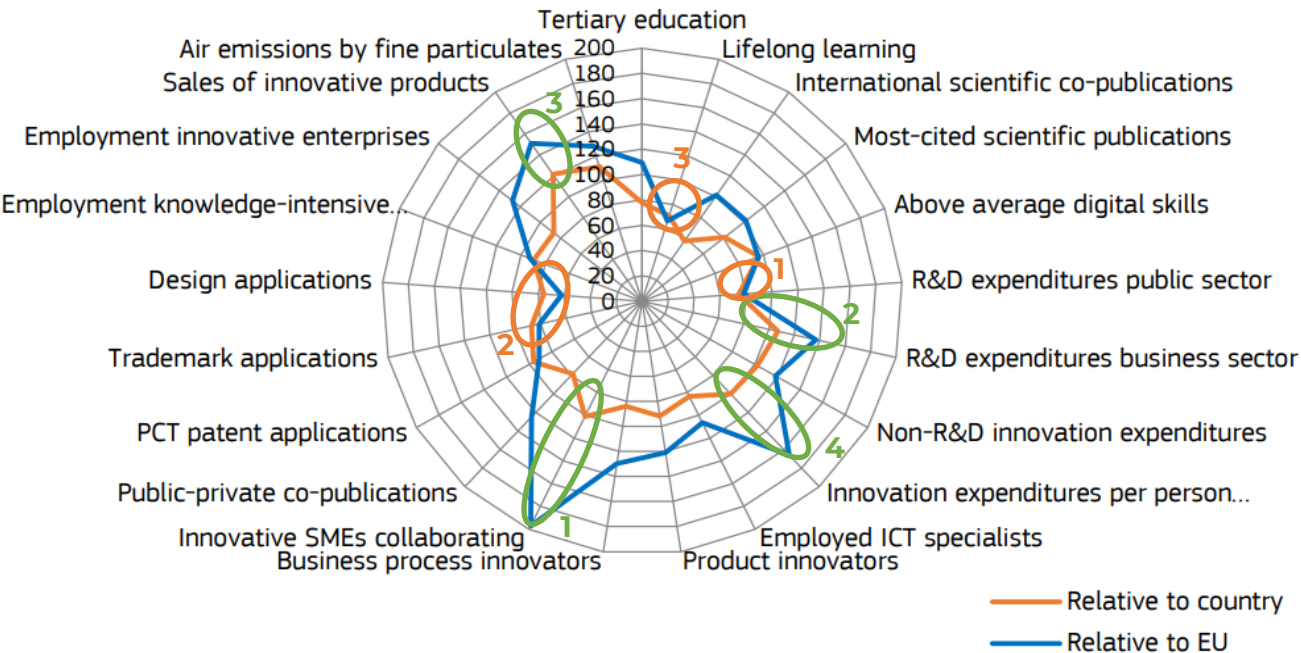 Tertiary education
Air emissions by fine particulates
200
Lifelong learning
Sales of innovative products
180
International scientific co-publications
160
3
Employment innovative enterprises
140
Most-cited scientific publications
120
3
100
Employment knowledge-intensive...
80
Above average digital skills
60
40
1
Design applications
20
R&D expenditures public sector
0
2
2
Trademark applications
R&D expenditures business sector
PCT patent applications
Non-R&D innovation expenditures
4
Public-private co-publications
Innovation expenditures per person...
1
Innovative SMEs collaborating
Employed ICT specialists
Business process innovators
Product innovators
Relative to country
Relative to EU